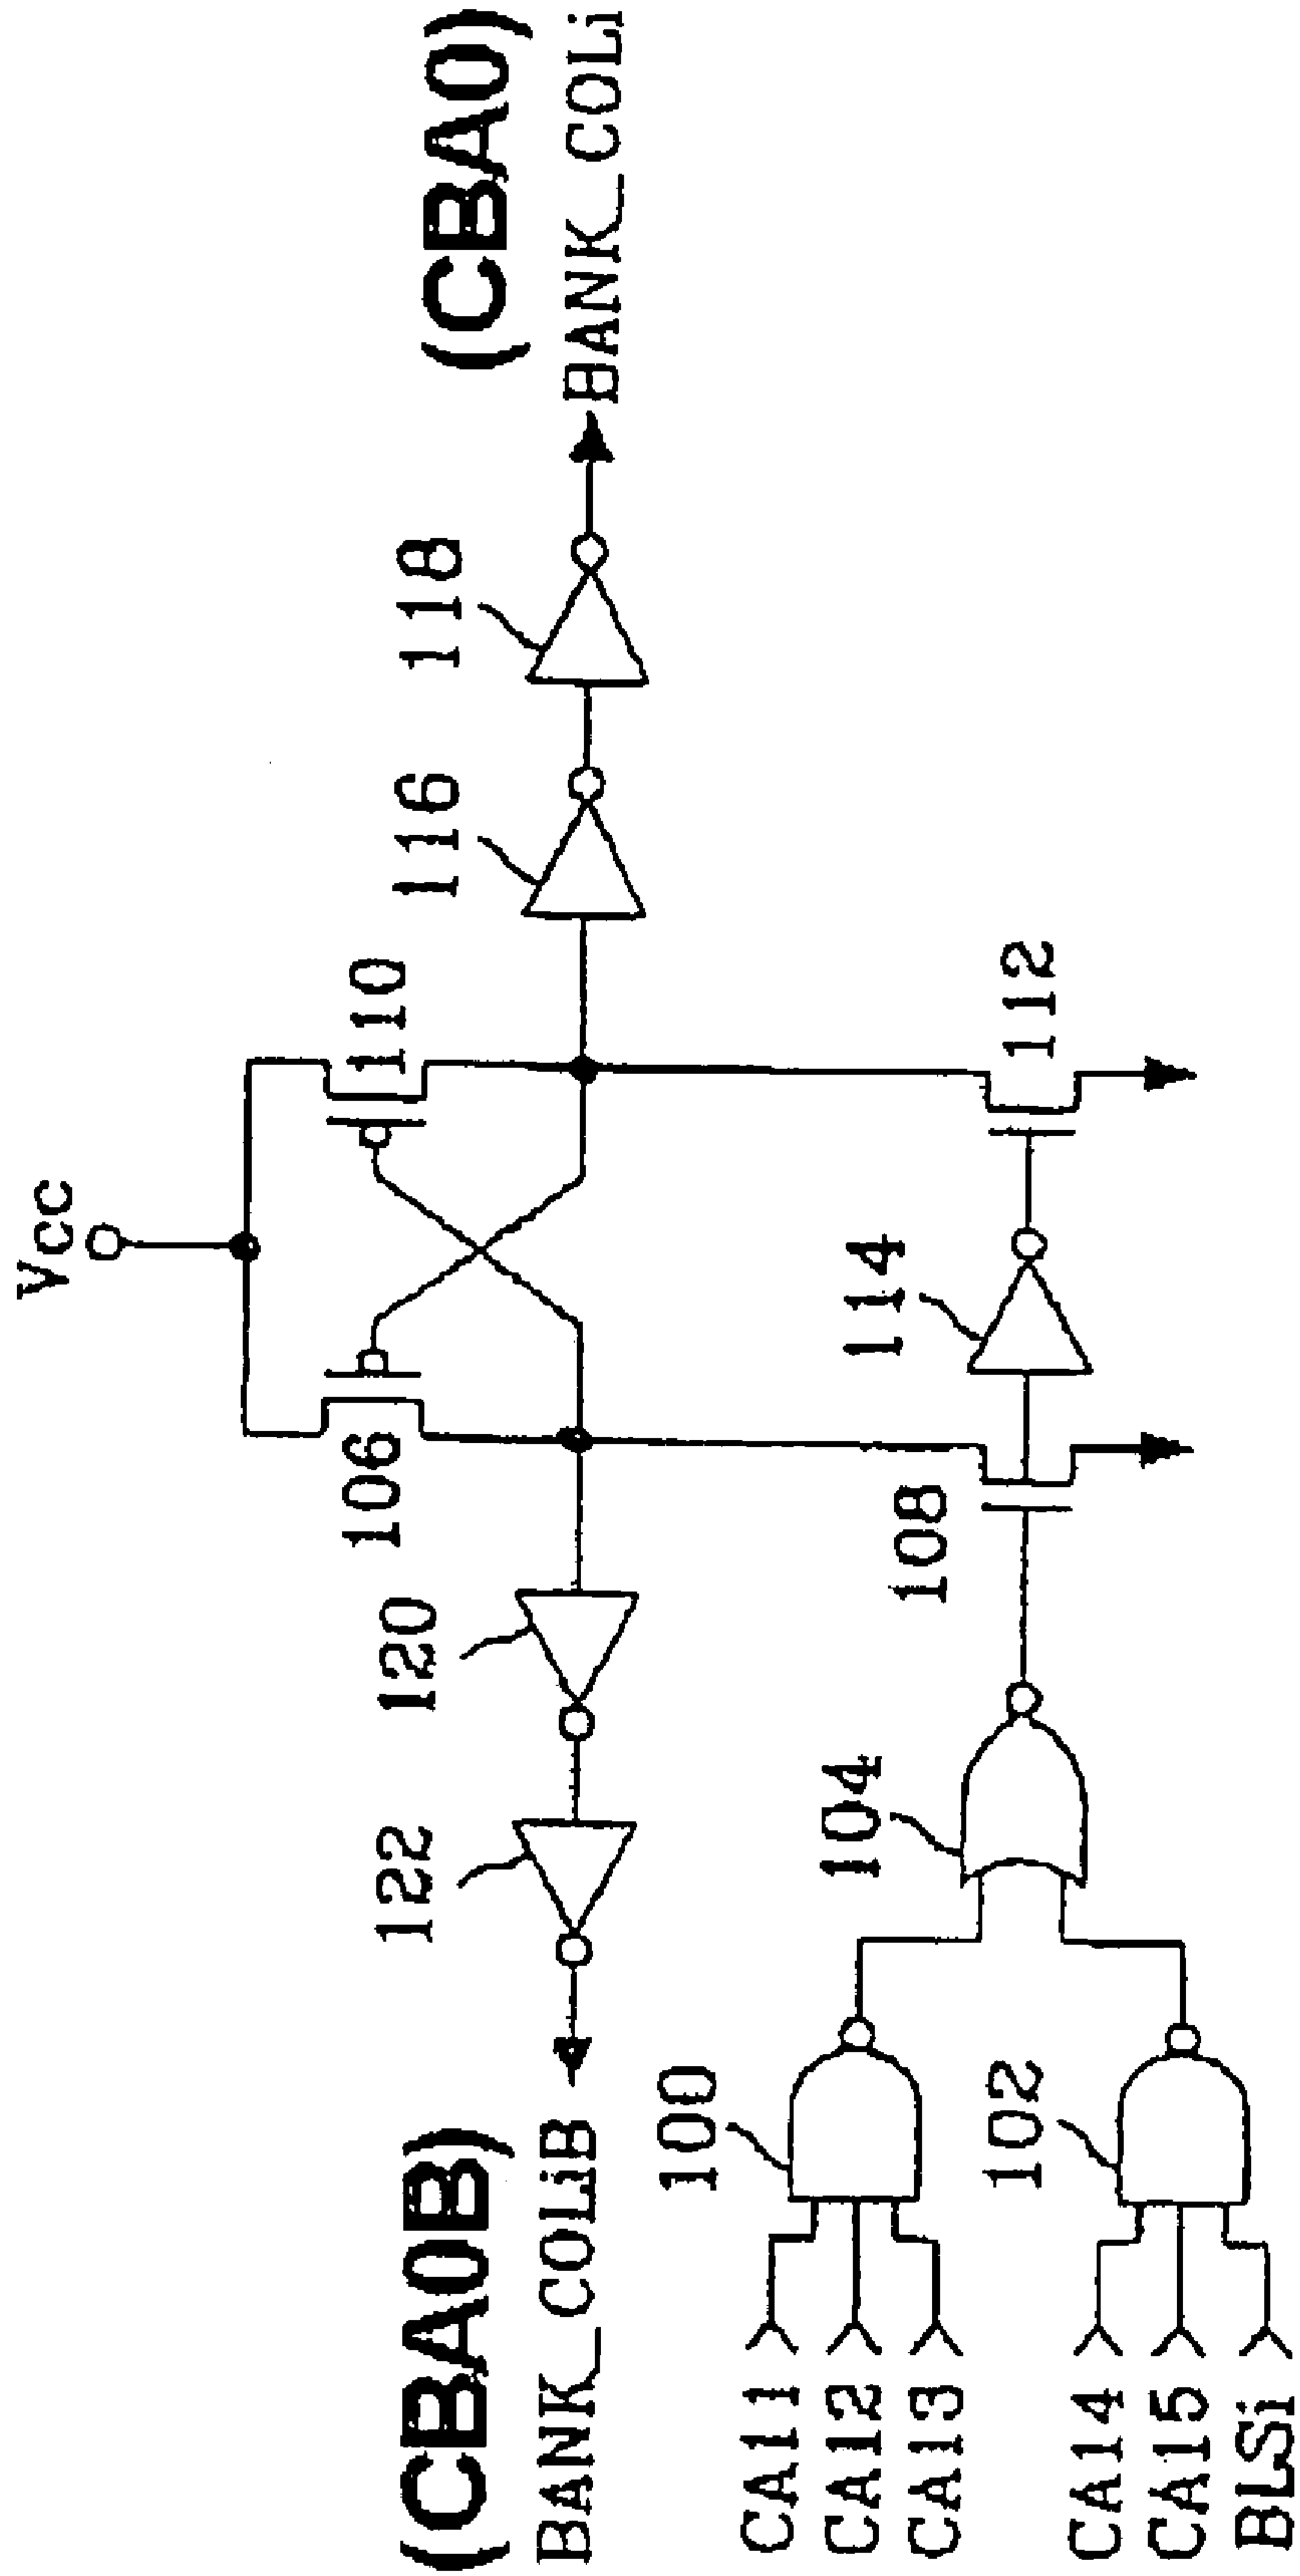 Vcc
(CBA0B)
BANK_COLiB
122
120
106
110
116
118
(CBA0)
BANK_COLi
CA11
CA12
CA13
100
104
108
114
112
CA14
CA15
BLSi
102